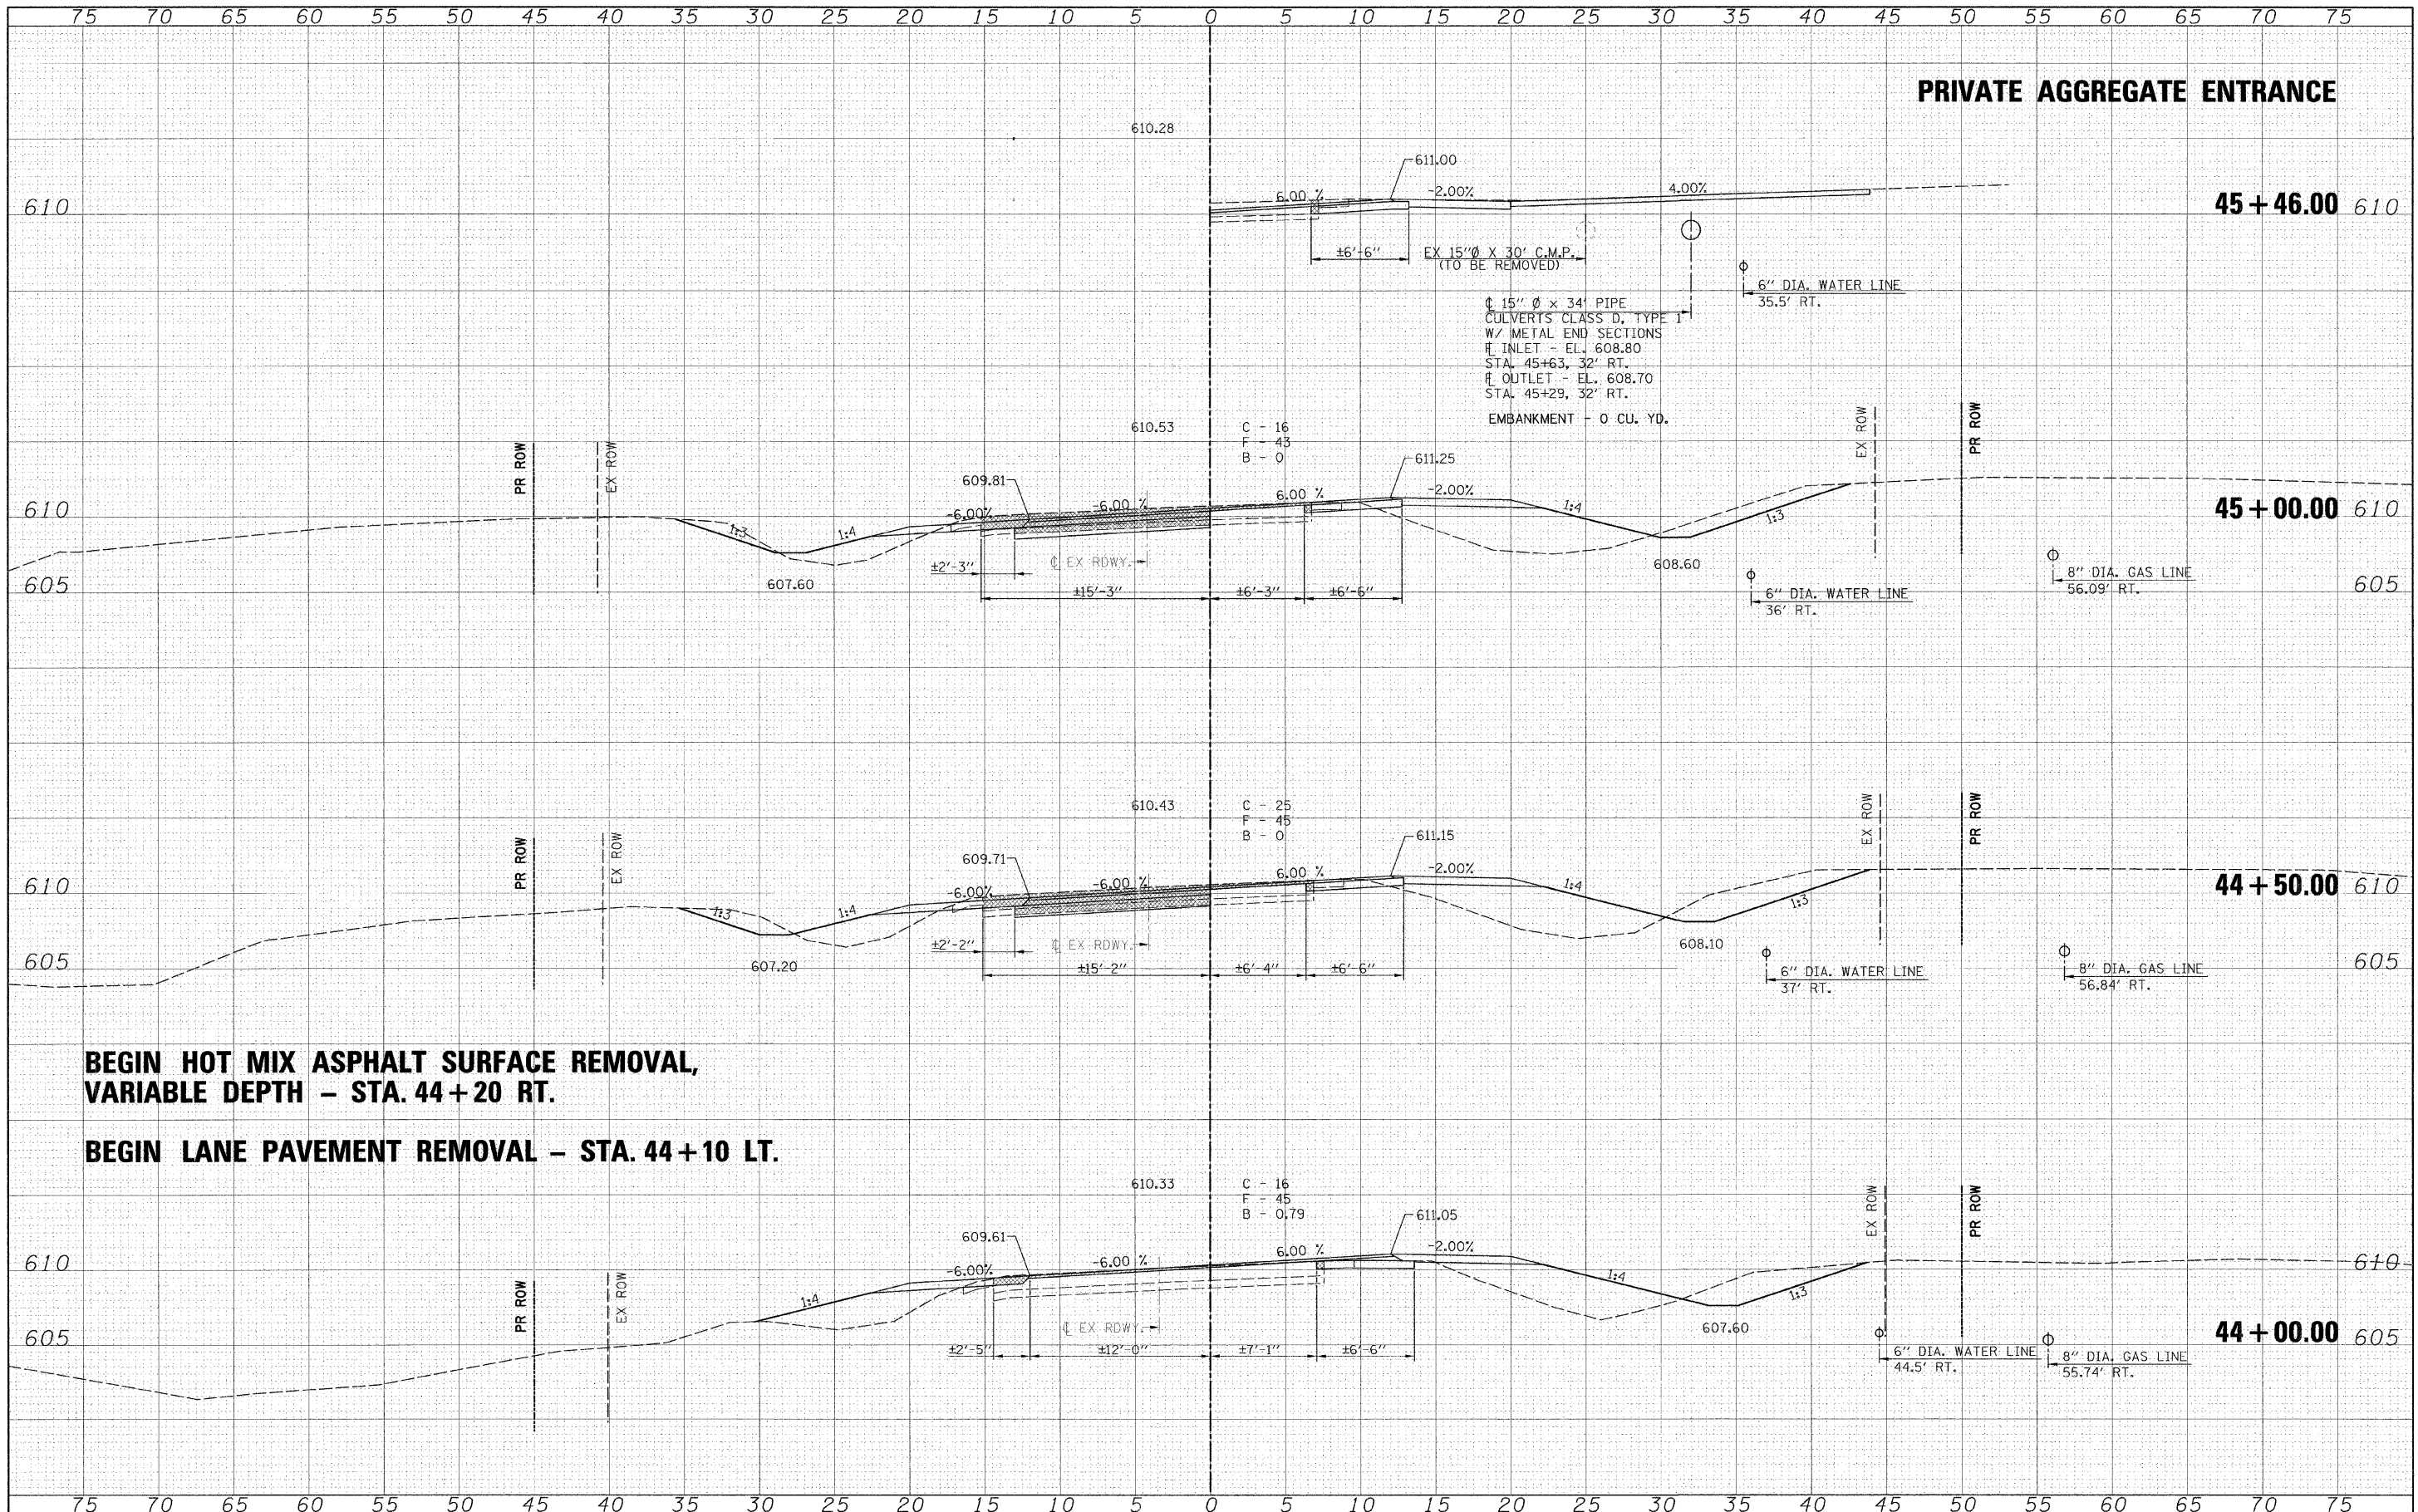 75 70 65 60 55 50 45 40 35 30 25 20 15 10 5 0 5 10 15 20 25 30 35 40 45 50 55 60 65 70 75
PRIVATE AGGREGATE ENTRANCE
610.28
611.00
6.00 %
-2.00%
4.00%
610
45+46.00 610
±6'-6"
EX 15"Ø X 30' C.M.P.
(TO BE REMOVED)
6" DIA. WATER LINE
35.5' RT.
℄ 15" Ø x 34' PIPE
CULVERTS CLASS D, TYPE 1
W/ METAL END SECTIONS
INLET - EL. 608.80
STA. 45+63, 32' RT.
OUTLET - EL. 608.70
STA. 45+29, 32' RT.
EMBANKMENT - 0 CU. YD.
610.53
C - 16
F - 43
B - 0
PR ROW
EX ROW
EX ROW
PR ROW
609.81
611.25
-6.00%
-6.00 %
6.00 %
-2.00%
610
45+00.00 610
1:3
1:4
1:4
1:3
℄ EX RDWY.
607.60
608.60
±2'-3"
±15'-3"
±6'-3"
±6'-6"
605
605
6" DIA. WATER LINE
36' RT.
8" DIA. GAS LINE
56.09' RT.
610.43
C - 25
F - 45
B - 0
PR ROW
EX ROW
EX ROW
PR ROW
609.71
611.15
-6.00%
-6.00 %
6.00 %
-2.00%
610
44+50.00 610
1:3
1:4
1:4
1:3
℄ EX RDWY.
607.20
608.10
±2'-2"
±15'-2"
±6'-4"
±6'-6"
605
605
6" DIA. WATER LINE
37' RT.
8" DIA. GAS LINE
56.84' RT.
BEGIN HOT MIX ASPHALT SURFACE REMOVAL,
VARIABLE DEPTH – STA. 44+20 RT.
BEGIN LANE PAVEMENT REMOVAL – STA. 44+10 LT.
610.33
C - 16
F - 45
B - 0.79
PR ROW
EX ROW
EX ROW
PR ROW
609.61
611.05
-6.00%
-6.00 %
6.00 %
-2.00%
610
610
1:4
1:4
1:3
℄ EX RDWY.
607.60
605
44+00.00 605
±2'-5"
±12'-0"
±7'-1"
±6'-6"
6" DIA. WATER LINE
44.5' RT.
8" DIA. GAS LINE
55.74' RT.
75 70 65 60 55 50 45 40 35 30 25 20 15 10 5 0 5 10 15 20 25 30 35 40 45 50 55 60 65 70 75